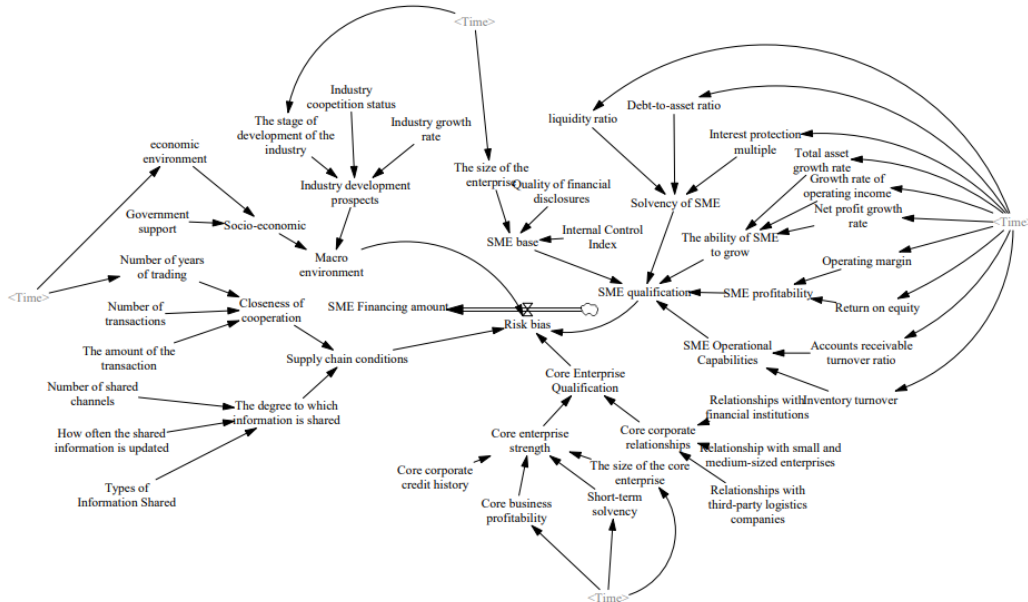 <Time>
Industry
coopetition status
The stage of
development of the
industry
Industry growth
rate
Debt-to-asset ratio
liquidity ratio
Interest protection
multiple
economic
environment
Total asset
growth rate
Growth rate of
operating income
The size of the
enterprise
Quality of financial
disclosures
Industry development
prospects
Solvency of SME
Net profit growth
rate
<Time>
Government
support
Socio-economic
Internal Control
Index
SME base
The ability of SME
to grow
Macro
environment
Operating margin
Number of years
of trading
<Time>
Closeness of
cooperation
SME qualification
SME profitability
Number of
transactions
SME Financing amount
Return on equity
Risk bias
The amount of the
transaction
Supply chain conditions
SME Operational
Capabilities
Accounts receivable
turnover ratio
Core Enterprise
Qualification
Number of shared
channels
The degree to which
information is shared
Relationships with
financial institutions
Inventory turnover
How often the shared
information is updated
Core enterprise
strength
Core corporate
relationships
Relationship with small and
medium-sized enterprises
Core corporate
credit history
The size of the core
enterprise
Types of
Information Shared
Core business
profitability
Short-term
solvency
Relationships with
third-party logistics
companies
<Time>